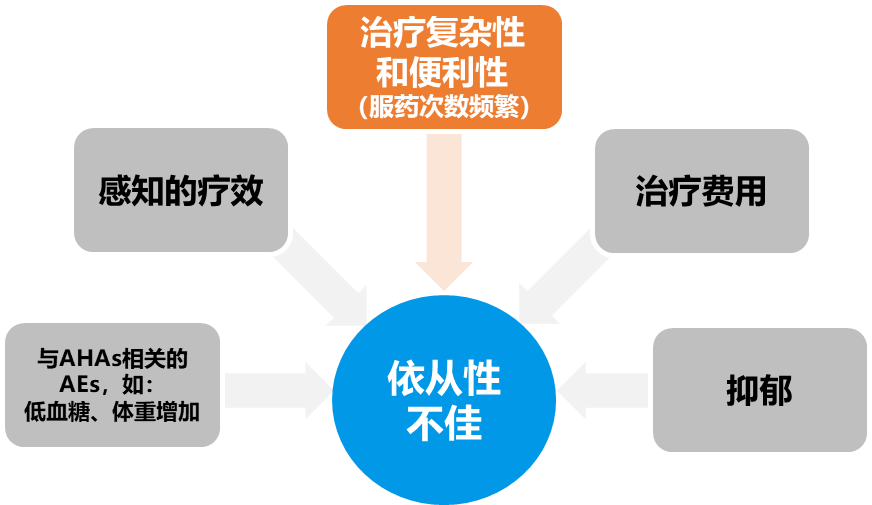 治疗复杂性
和便利性
（服药次数频繁）
感知的疗效
治疗费用
与AHAs相关的
AEs，如：
低血糖、体重增加
依从性
不佳
抑郁